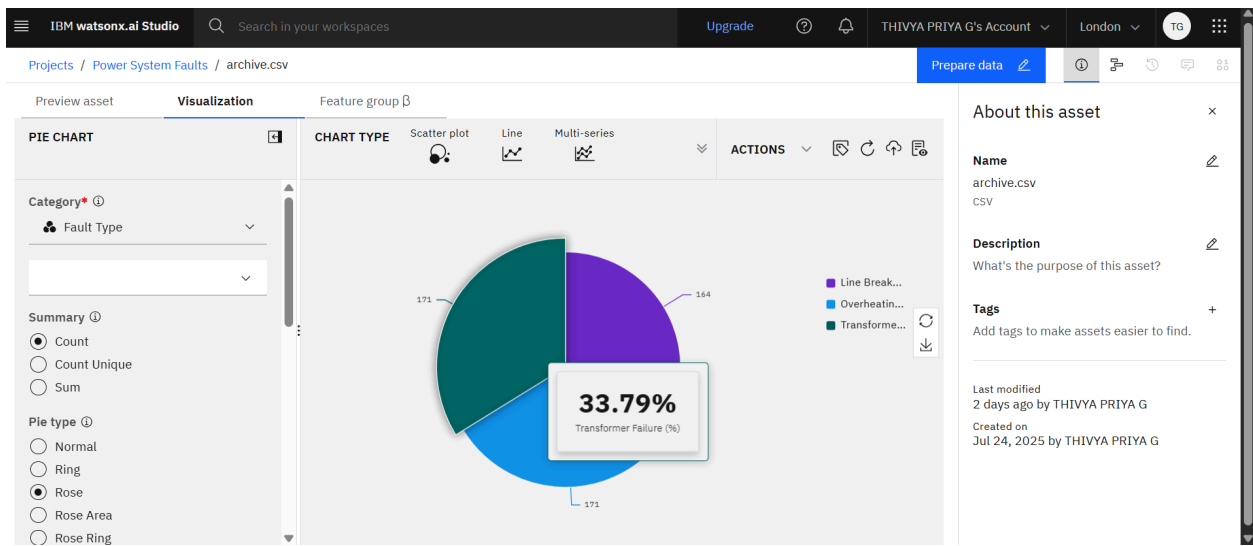 IBM watsonx.ai Studio
Search in your workspaces
Upgrade
THIVYA PRIYA G's Account
London
TG
Projects / Power System Faults / archive.csv
Prepare data
Preview asset
Visualization
Feature group β
PIE CHART
Category*
Fault Type
Summary
Count
Count Unique
Sum
Pie type
Normal
Ring
Rose
Rose Area
Rose Ring
CHART TYPE
Scatter plot
Line
Multi-series
ACTIONS
171
164
171
33.79%
Transformer Failure (%)
Line Break...
Overheatin...
Transforme...
About this asset
Name
archive.csv
CSV
Description
What's the purpose of this asset?
Tags
Add tags to make assets easier to find.
Last modified
2 days ago by THIVYA PRIYA G
Created on
Jul 24, 2025 by THIVYA PRIYA G